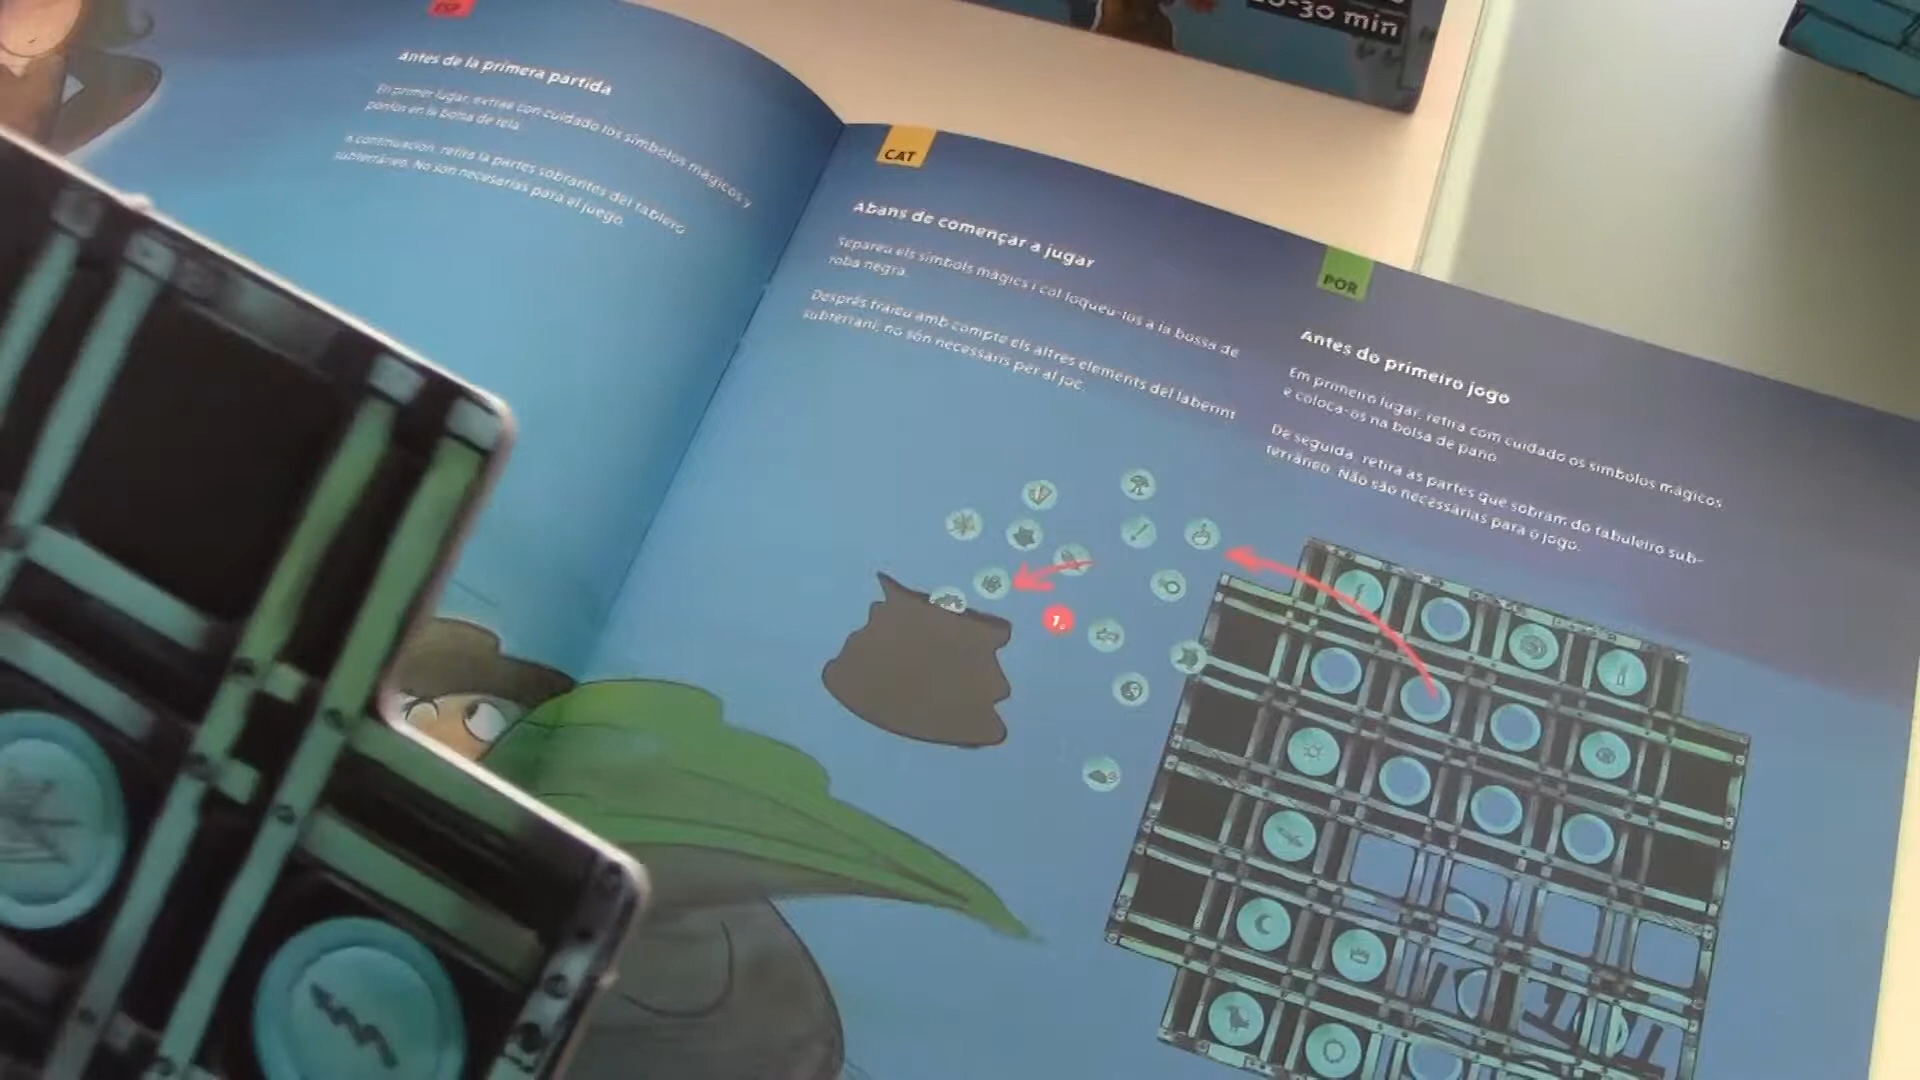 -30 min
ESP
Antes de la primera partida
En primer lugar, extrae con cuidado los símbolos mágicos y
ponlos en la bolsa de tela.
A continuación, retira la partes sobrantes del tablero
subterráneo. No son necesarias para el juego.
CAT
Abans de començar a jugar
Separeu els símbols màgics i col·loqueu-los a la bossa de
roba negra.
Després traieu amb compte els altres elements del laberint
subterrani, no són necessaris per al joc.
POR
Antes do primeiro jogo
Em primeiro lugar, retira com cuidado os símbolos mágicos
e coloca-os na bolsa de pano.
De seguida, retira as partes que sobram do tabuleiro sub-
terrâneo. Não são necessárias para o jogo.
1.